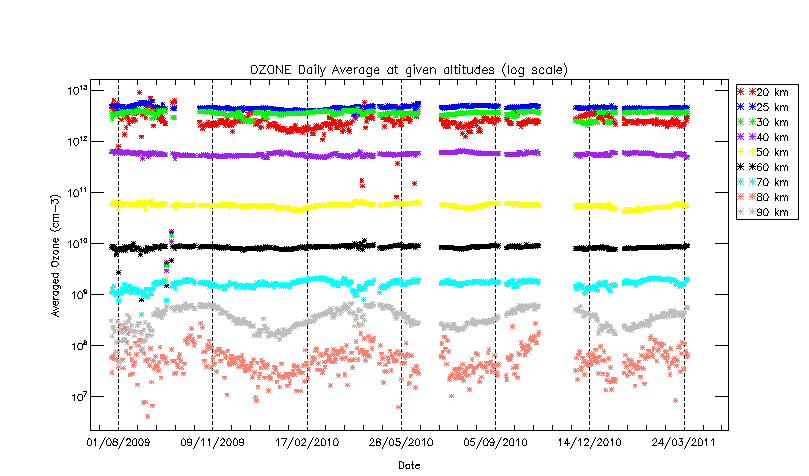 OZONE Daily Average at given altitudes (log scale)
10^13
10^12
10^11
10^10
10^9
10^8
10^7
Averaged Ozone (cm-3)
20 km
25 km
30 km
40 km
50 km
60 km
70 km
80 km
90 km
01/08/2009 09/11/2009 17/02/2010 28/05/2010 05/09/2010 14/12/2010 24/03/2011
Date